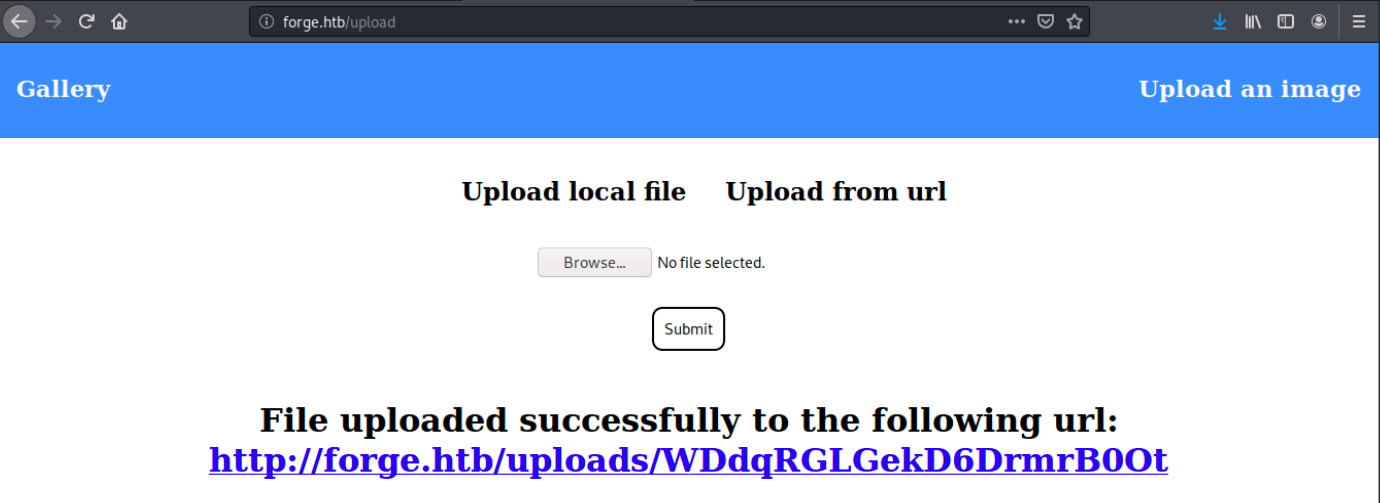 forge.htb/upload
Gallery
Upload an image
Upload local file
Upload from url
Browse...
No file selected.
Submit
File uploaded successfully to the following url:
http://forge.htb/uploads/WDdqRGLGekD6DrmrB0Ot